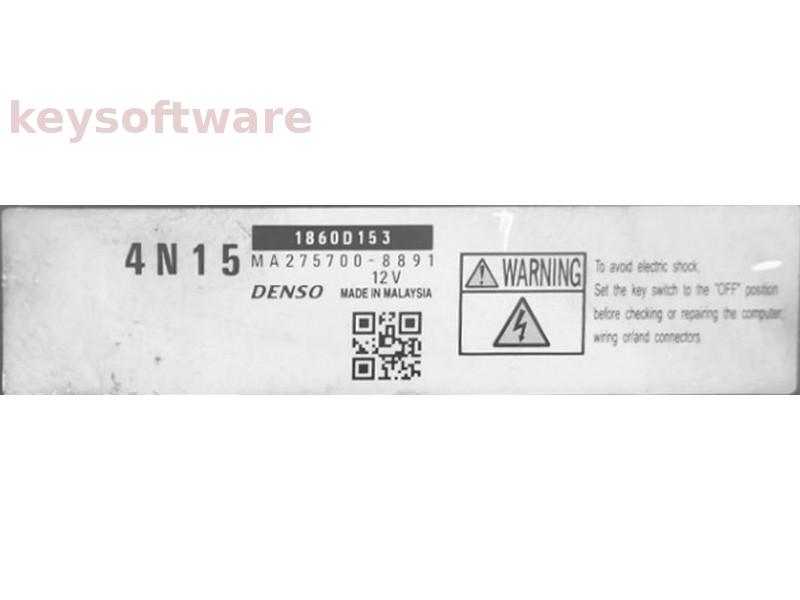 keysoftware
4N15
1860D153
MA275700-8891
12V
DENSO MADE IN MALAYSIA
WARNING
To avoid electric shock,
Set the key switch to the "OFF" position
before checking or repairing the computer,
wiring or/and connectors.